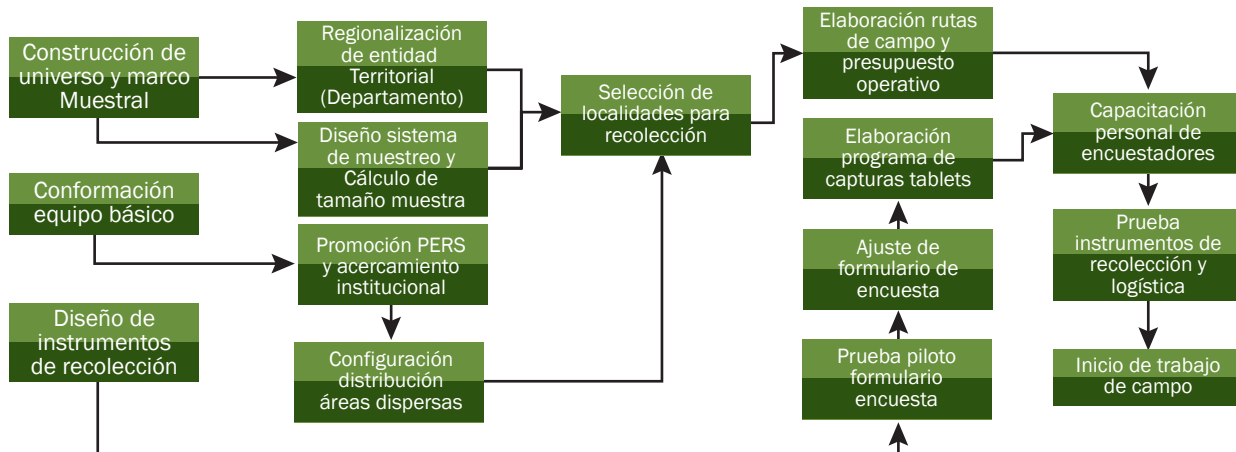 Construcción de
universo y marco
Muestral
Conformación
equipo básico
Diseño de
instrumentos
de recolección
Regionalización
de entidad
Territorial
(Departamento)
Diseño sistema
de muestreo y
Cálculo de
tamaño muestra
Promoción PERS
y acercamiento
institucional
Configuración
distribución
áreas dispersas
Selección de
localidades para
recolección
Elaboración rutas
de campo y
presupuesto
operativo
Elaboración
programa de
capturas tablets
Ajuste de
formulario de
encuesta
Prueba piloto
formulario
encuesta
Capacitación
personal de
encuestadores
Prueba
instrumentos de
recolección y
logística
Inicio de trabajo
de campo